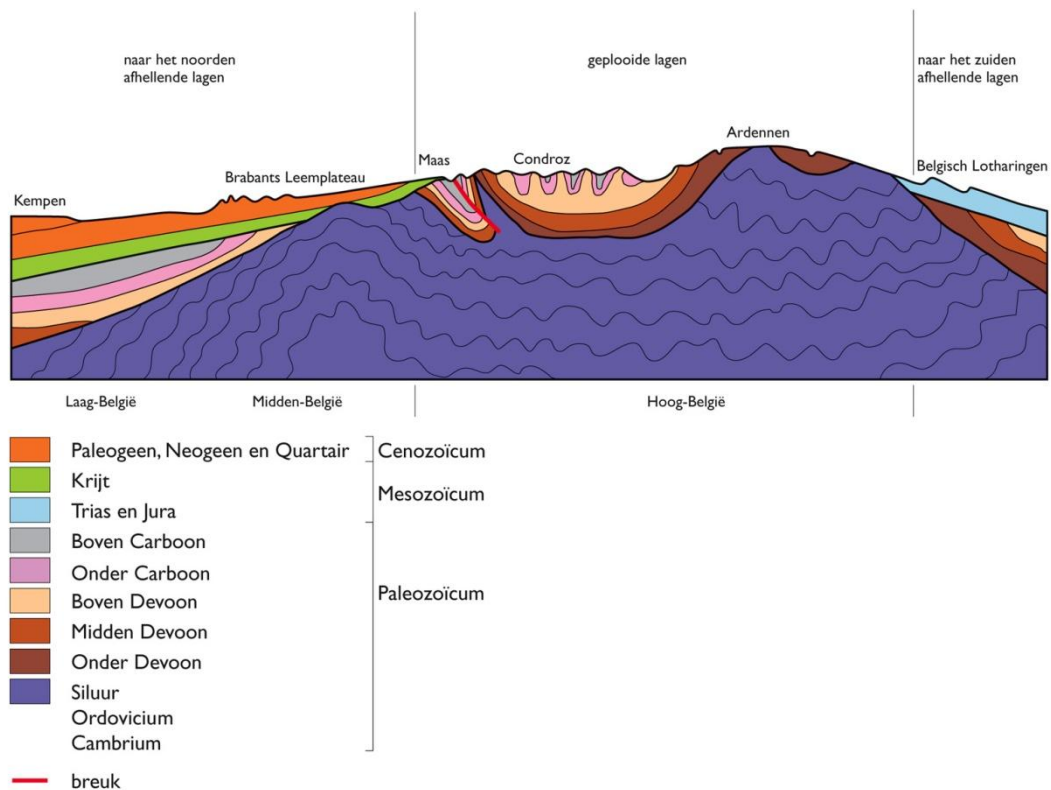 naar het noorden
afhellende lagen
geplooide lagen
naar het zuiden
afhellende lagen
Ardennen
Maas
Condroz
Belgisch Lotharingen
Brabants Leemplateau
Kempen
Laag-België
Midden-België
Hoog-België
Paleogeen, Neogeen en Quartair
Cenozoïcum
Krijt
Mesozoïcum
Trias en Jura
Boven Carboon
Onder Carboon
Paleozoïcum
Boven Devoon
Midden Devoon
Onder Devoon
Siluur
Ordovicium
Cambrium
breuk